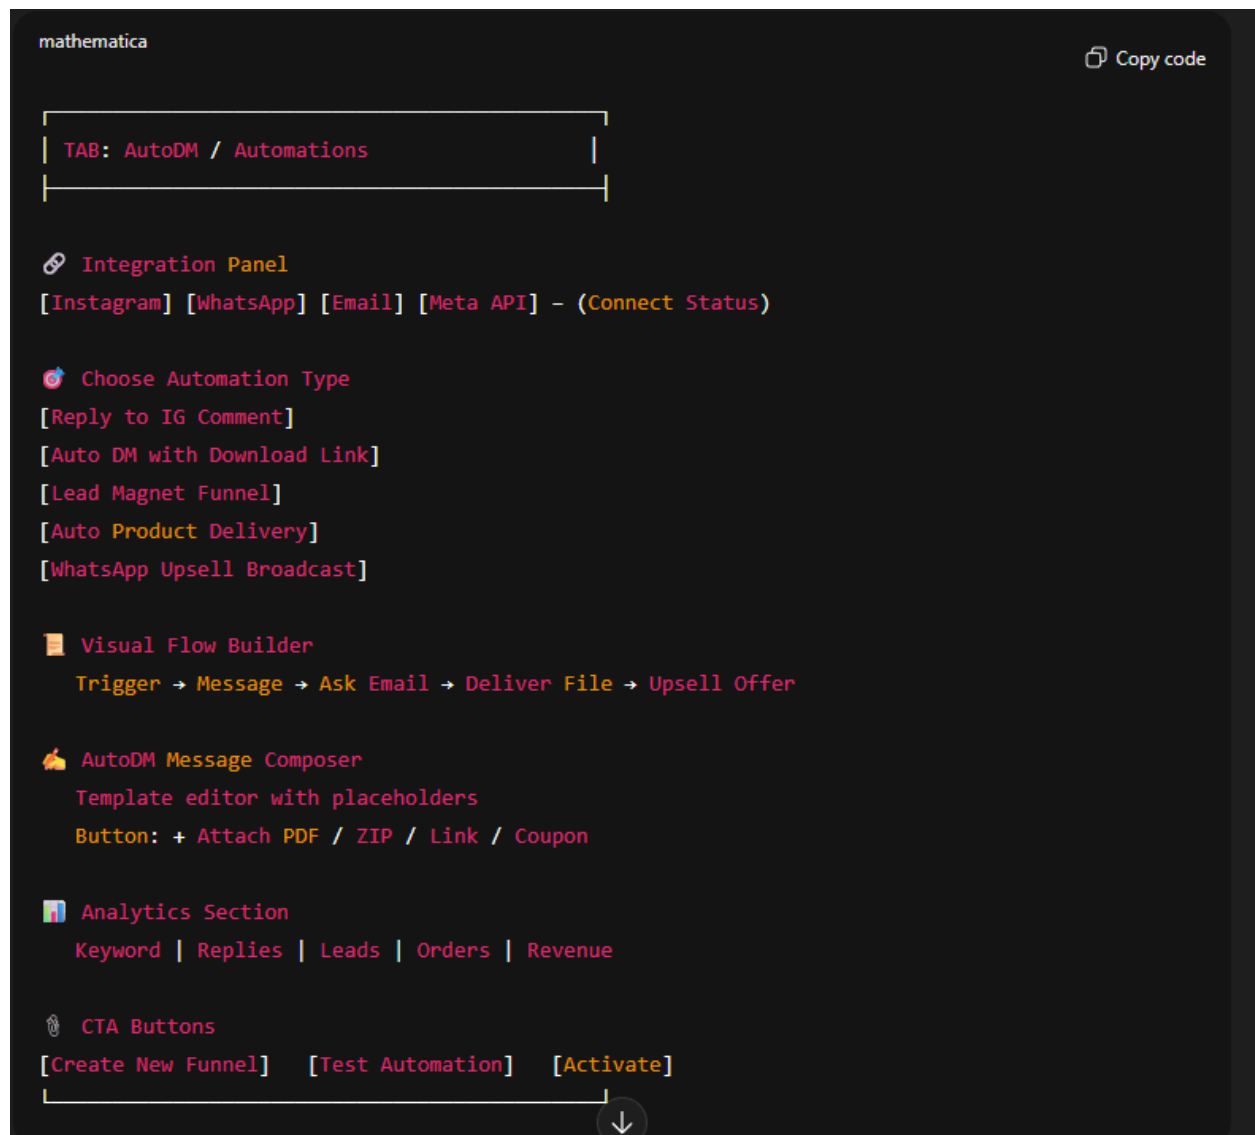 mathematica
Copy code
TAB: AutoDM / Automations
🔗 Integration Panel
[Instagram] [WhatsApp] [Email] [Meta API] – (Connect Status)
🎯 Choose Automation Type
[Reply to IG Comment]
[Auto DM with Download Link]
[Lead Magnet Funnel]
[Auto Product Delivery]
[WhatsApp Upsell Broadcast]
📜 Visual Flow Builder
Trigger → Message → Ask Email → Deliver File → Upsell Offer
✍️ AutoDM Message Composer
Template editor with placeholders
Button: + Attach PDF / ZIP / Link / Coupon
📊 Analytics Section
Keyword | Replies | Leads | Orders | Revenue
📎 CTA Buttons
[Create New Funnel] [Test Automation] [Activate]